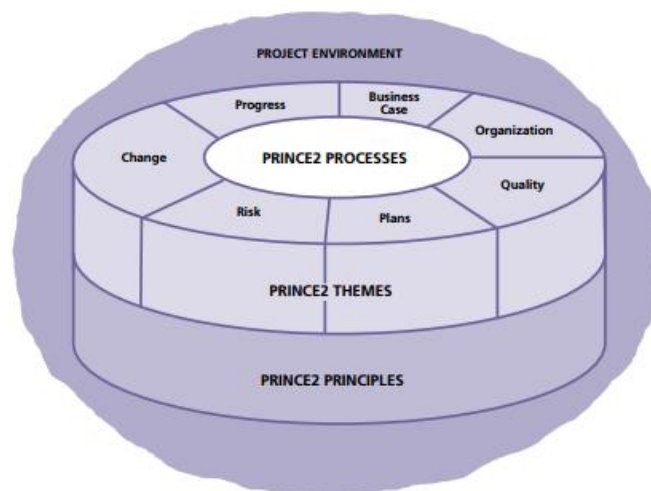 PROJECT ENVIRONMENT
Progress
Business
Case
Organization
Change
PRINCE2 PROCESSES
Quality
Risk
Plans
PRINCE2 THEMES
PRINCE2 PRINCIPLES